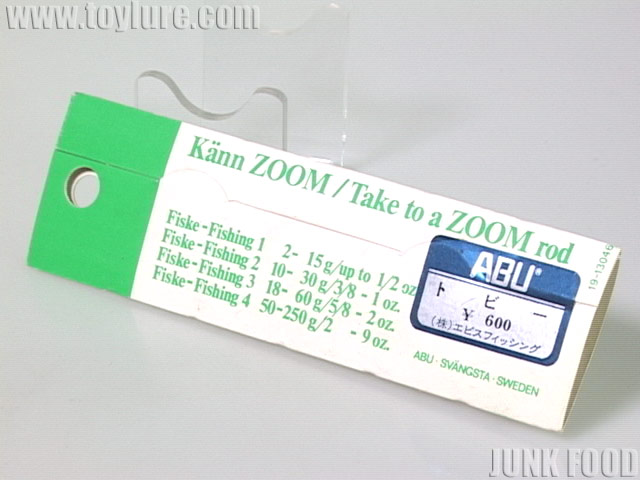 www.toylure.com
Känn ZOOM / Take to a ZOOM rod
Fiske-Fishing 1 2- 15 g/up to 1/2 oz
Fiske-Fishing 2 10- 30 g/3/8 - 1 oz.
Fiske-Fishing 3 18- 60 g/5/8 - 2 oz.
Fiske-Fishing 4 50-250 g/2 - 9 oz.
ABU®
トビー
¥ 600
(株)エビスフィッシング
ABU · SVÄNGSTA · SWEDEN
19-13046
JUNK FOOD